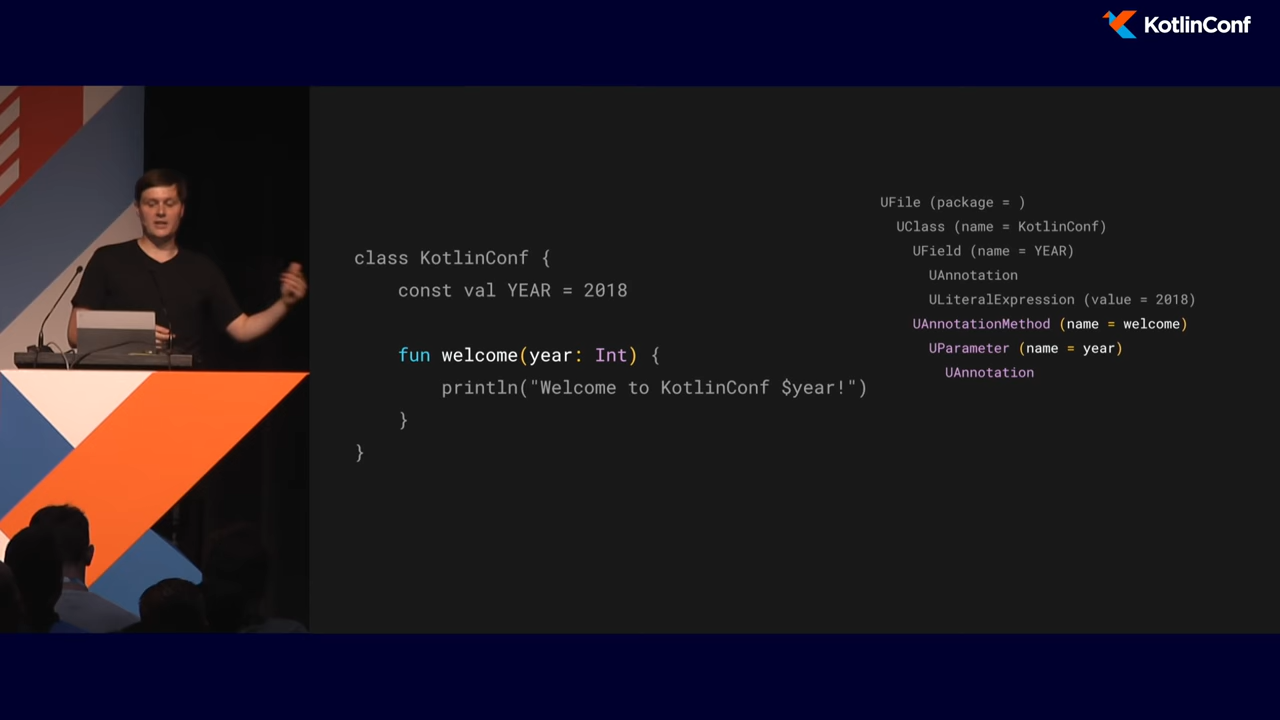 KotlinConf
class KotlinConf {
const val YEAR = 2018
fun welcome(year: Int) {
println("Welcome to KotlinConf $year!")
}
}
UFile (package = )
UClass (name = KotlinConf)
UField (name = YEAR)
UAnnotation
ULiteralExpression (value = 2018)
UAnnotationMethod (name = welcome)
UParameter (name = year)
UAnnotation